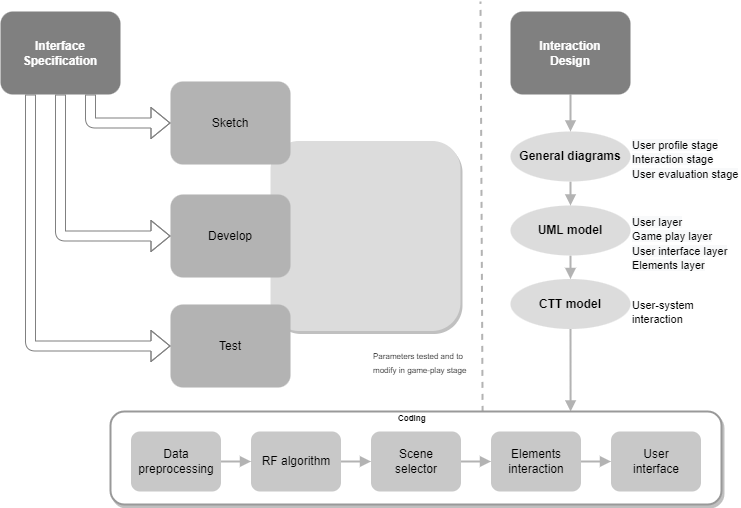 Interface
Specification
Sketch
Develop
Test
Parameters tested and to
modify in game-play stage
Interaction
Design
General diagrams
User profile stage
Interaction stage
User evaluation stage
UML model
User layer
Game play layer
User interface layer
Elements layer
CTT model
User-system
interaction
Coding
Data
preprocessing
RF algorithm
Scene
selector
Elements
interaction
User
interface